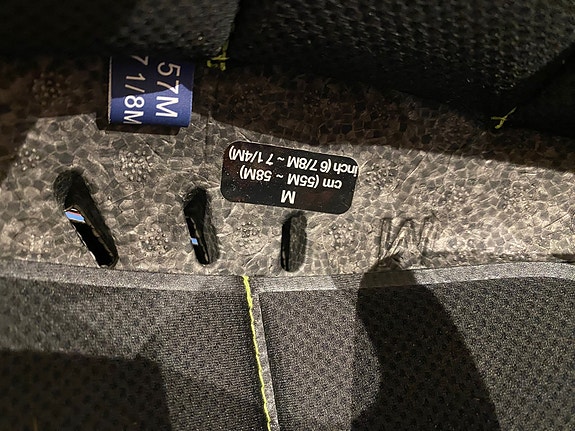 57M
7 1/8M
M
cm (55M ~ 58M)
inch (6 7/8M ~ 7 1/4M)
M